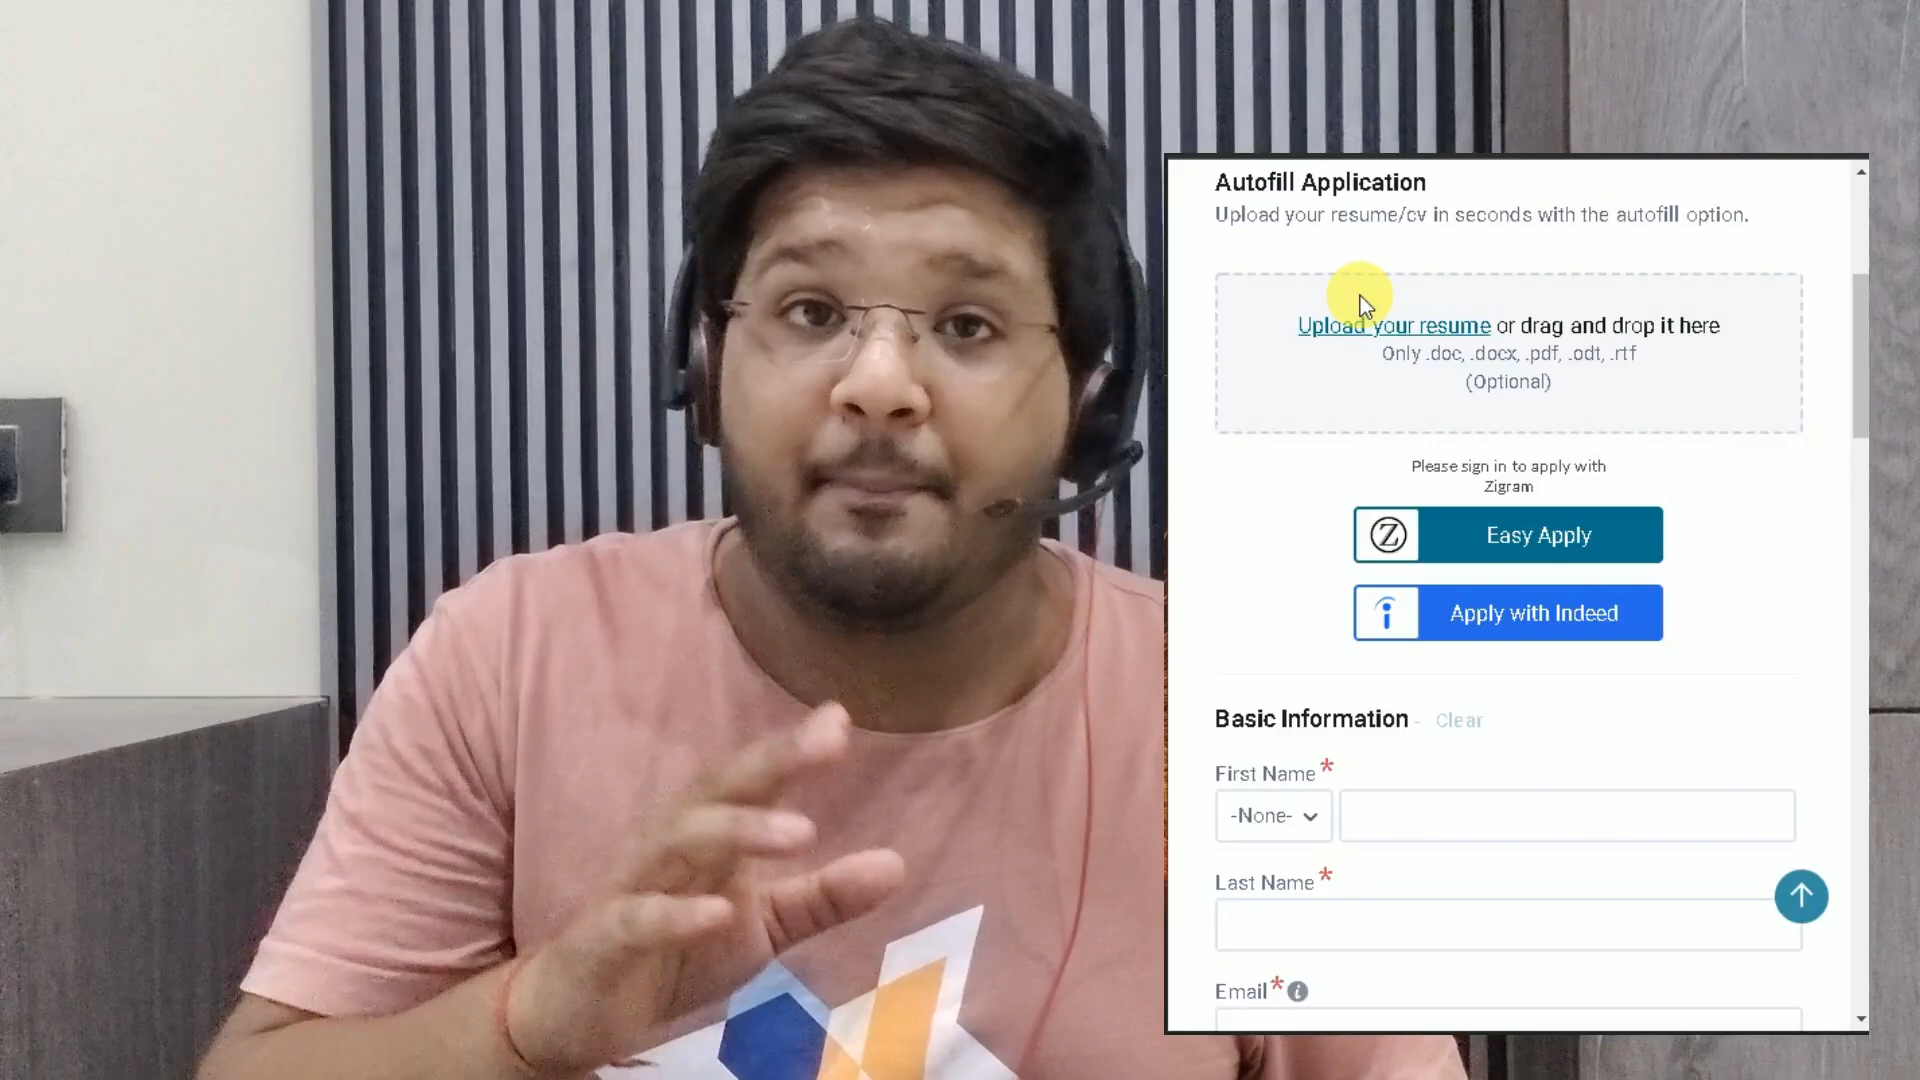 Autofill Application
Upload your resume/cv in seconds with the autofill option.
Upload your resume or drag and drop it here
Only .doc, .docx, .pdf, .odt, .rtf
(Optional)
Please sign in to apply with
Zigram
Z Easy Apply
Apply with Indeed
Basic Information - Clear
First Name *
-None-
Last Name *
Email * i